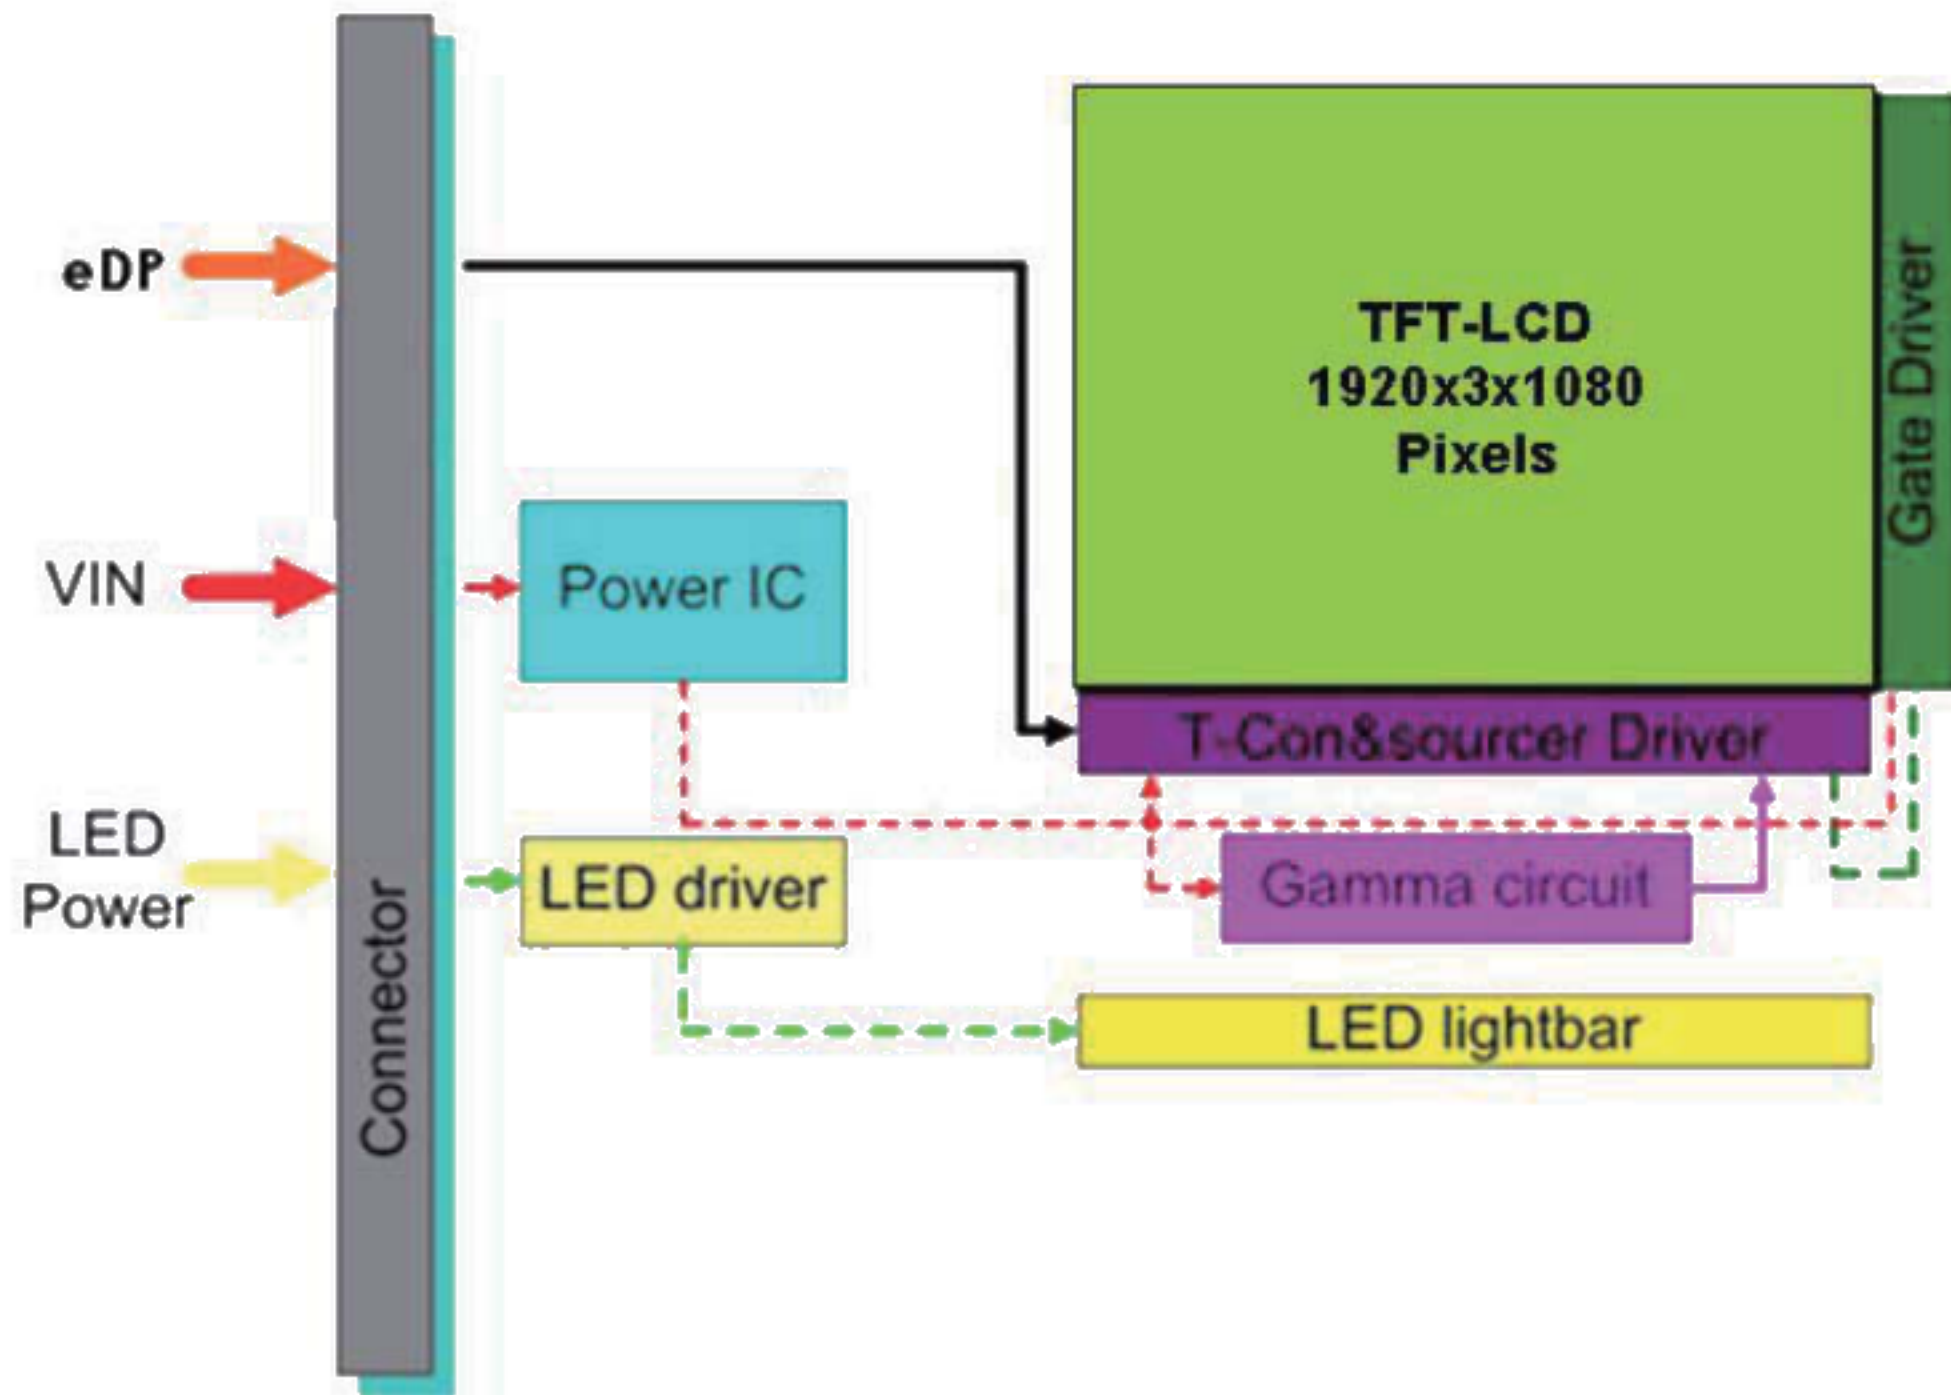 eDP
VIN
LED
Power
Connector
Power IC
LED driver
TFT-LCD
1920x3x1080
Pixels
Gate Driver
T-Con&sourcer Driver
Gamma circuit
LED lightbar